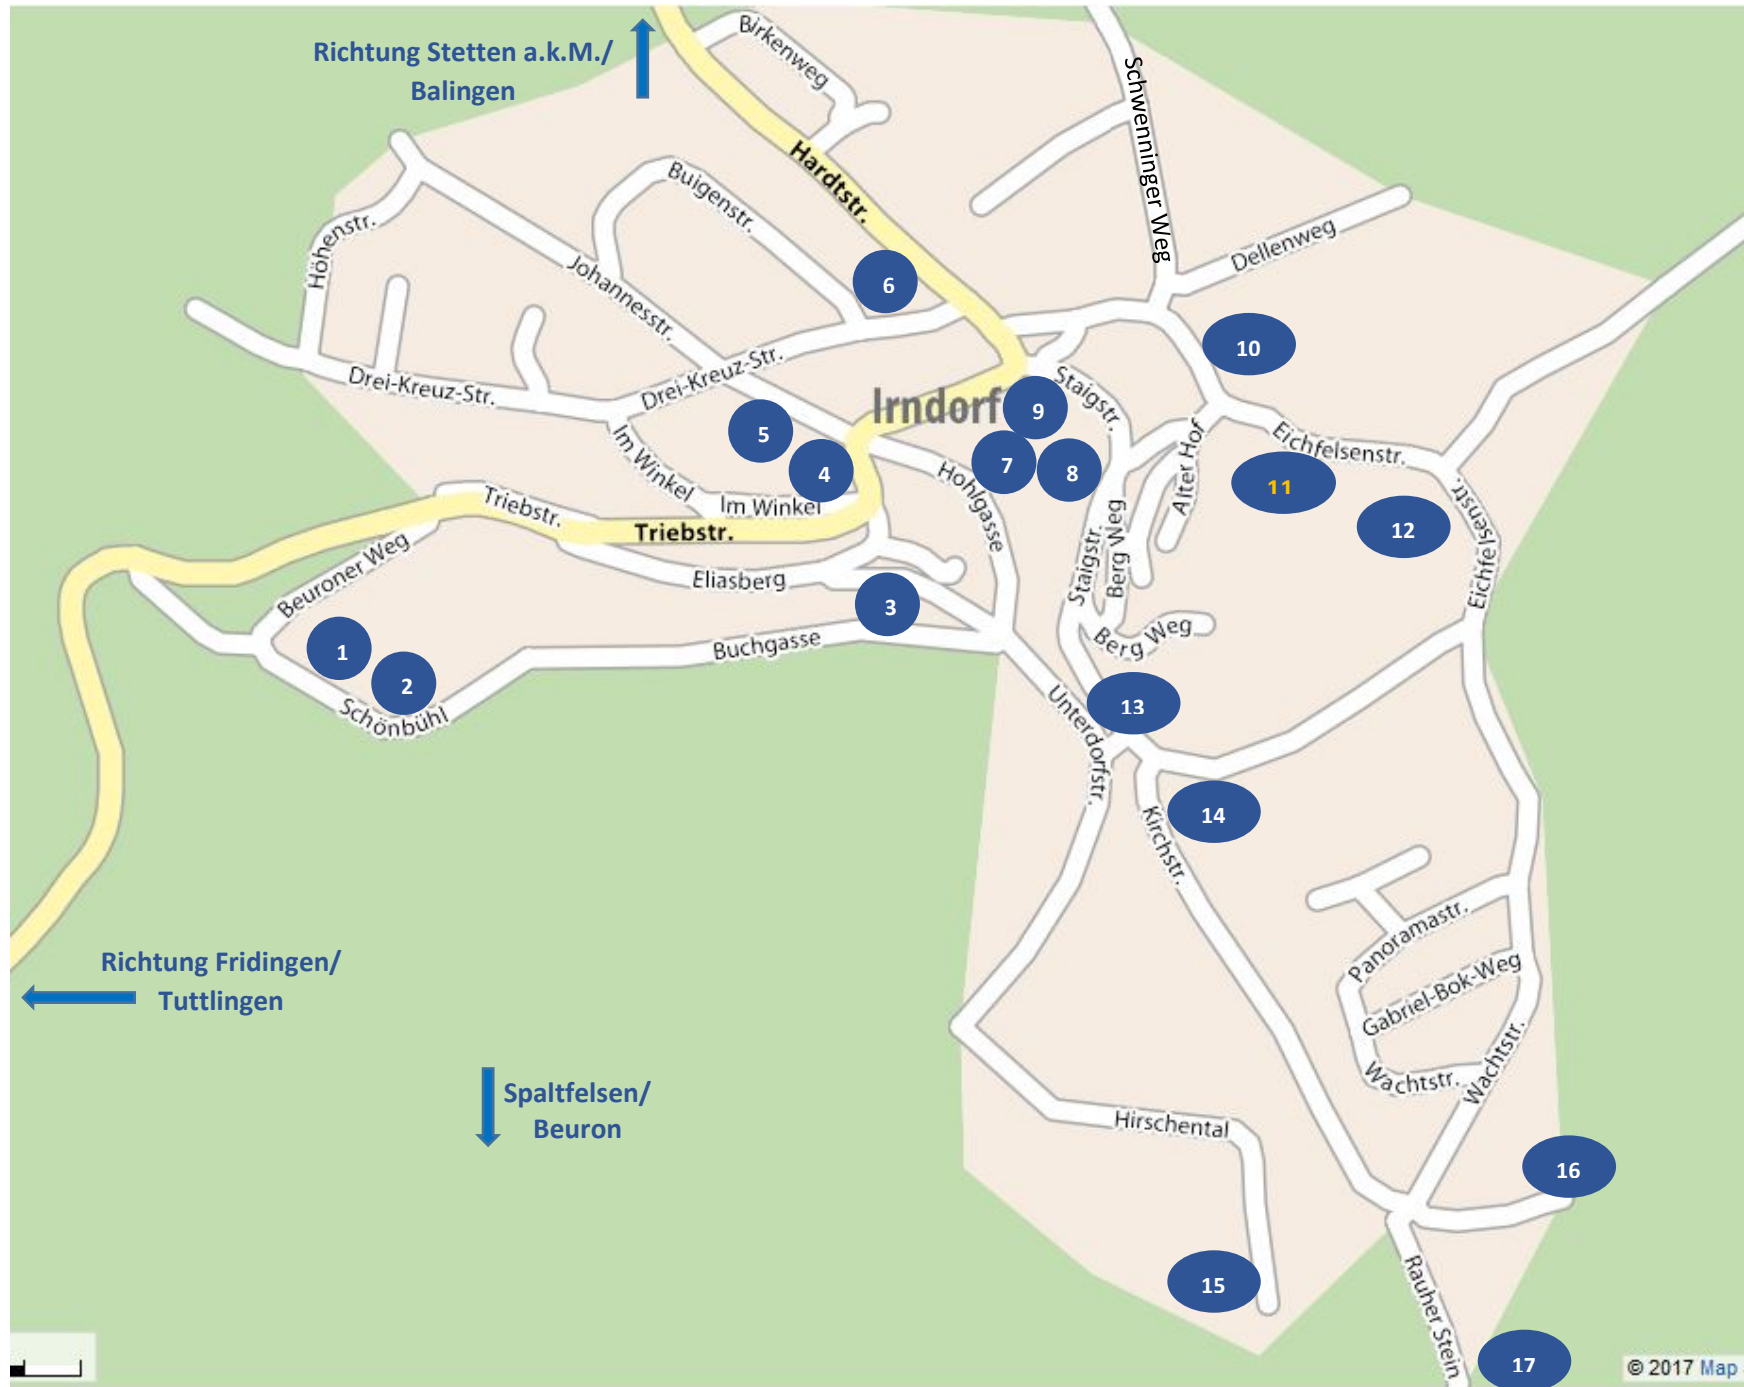 Richtung Stetten a.k.M./
Balingen
Birkenweg
Schwenninger Weg
Hardtstr.
Buigenstr.
Höhenstr.
Johannesstr.
Dellenweg
6
10
Drei-Kreuz-Str.
Drei-Kreuz-Str.
Staigstr.
Irndorf
9
5
4
7
8
Im Winkel
Im Winkel
Hohlgasse
Alter Hof
Eichfelsenstr.
11
12
Eichfelsenstr.
Triebstr.
Triebstr.
Beuroner Weg
Eliasberg
Staigstr.
Berg Weg
Berg Weg
3
Buchgasse
1
2
Schönbühl
Unterdorfstr.
13
14
Kirchstr.
Panoramastr.
Gabriel-Bok-Weg
Wachtstr.
Wachtstr.
Richtung Fridingen/
Tuttlingen
Spaltfelsen/
Beuron
Hirschental
16
15
Rauher Stein
17
© 2017 Map